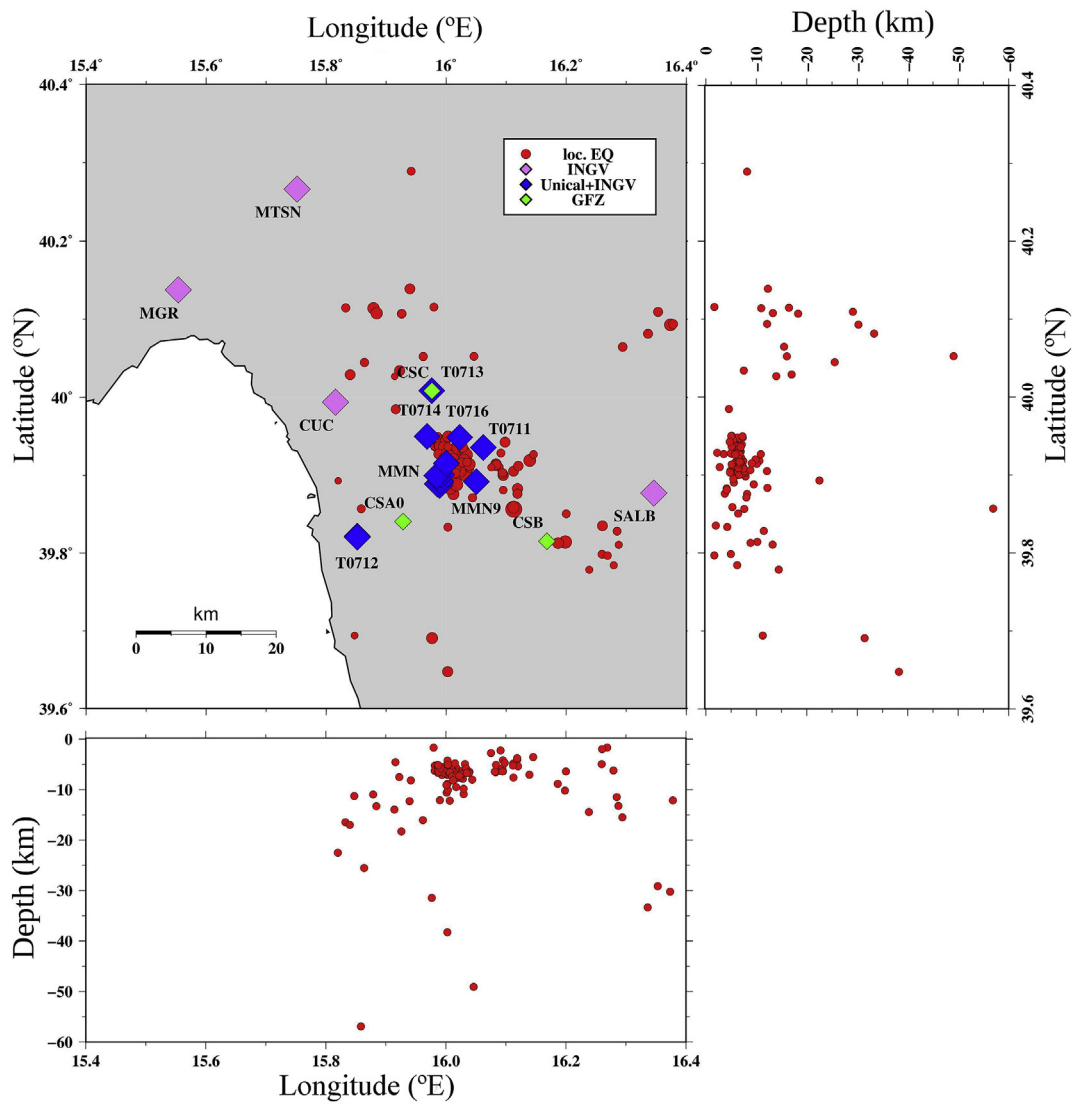 Longitude (ºE)
Depth (km)
15.4˚ 15.6˚ 15.8˚ 16˚ 16.2˚ 16.4˚
0 -10 -20 -30 -40 -50 -60
40.4˚
40.2˚
40˚
39.8˚
39.6˚
Latitude (ºN)
loc. EQ
INGV
Unical+INGV
GFZ
MTSN
MGR
CSC T0713
T0714 T0716
T0711
CUC
MMN
MMN9
CSA0
CSB
SALB
T0712
km
0 10 20
40.4
40.2
40.0
39.8
39.6
Latitude (ºN)
0
-10
-20
-30
-40
-50
-60
Depth (km)
15.4 15.6 15.8 16.0 16.2 16.4
Longitude (ºE)